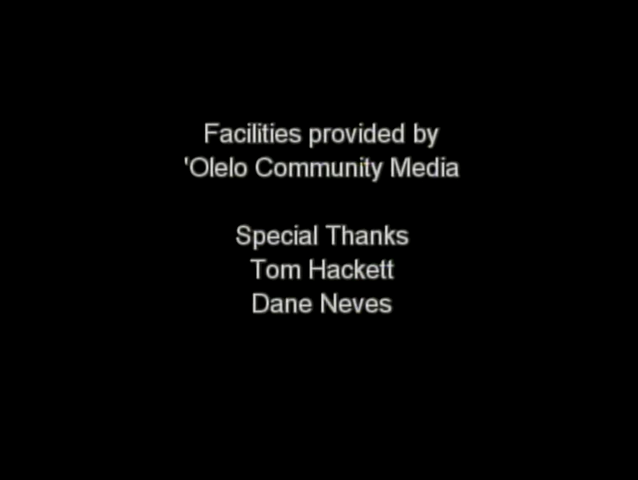 Facilities provided by
'Olelo Community Media
Special Thanks
Tom Hackett
Dane Neves